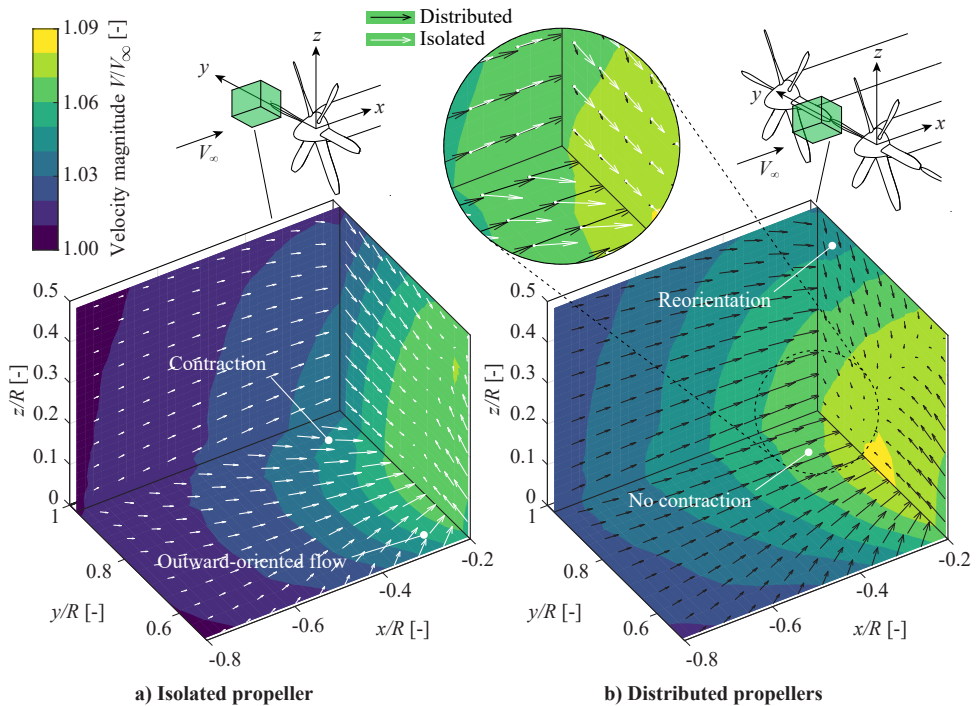 1.09
1.06
1.03
1.00
Velocity magnitude V/V∞ [-]
Distributed
Isolated
z
y
x
V∞
z
y
x
V∞
Contraction
Outward-oriented flow
0.5
0.4
0.3
0.2
0.1
0
z/R [-]
1
0.8
0.6
y/R [-]
-0.8
-0.6
-0.4
-0.2
x/R [-]
a) Isolated propeller
Reorientation
No contraction
0.5
0.4
0.3
0.2
0.1
0
z/R [-]
1
0.8
0.6
y/R [-]
-0.8
-0.6
-0.4
-0.2
x/R [-]
b) Distributed propellers